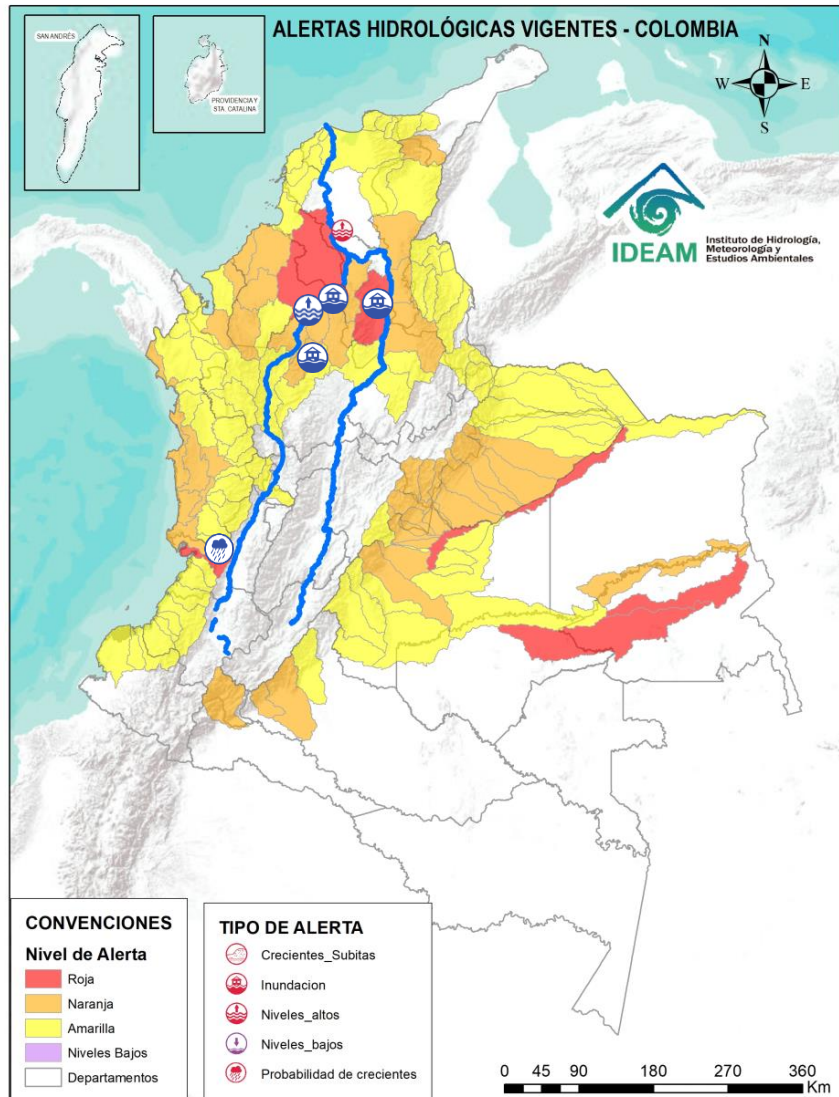 ALERTAS HIDROLÓGICAS VIGENTES - COLOMBIA
SAN ANDRÉS
PROVIDENCIA Y
STA. CATALINA
N
W
E
S
IDEAM
Instituto de Hidrología,
Meteorología y
Estudios Ambientales
CONVENCIONES
Nivel de Alerta
Roja
Naranja
Amarilla
Niveles Bajos
Departamentos
TIPO DE ALERTA
Crecientes_Subitas
Inundacion
Niveles_altos
Niveles_bajos
Probabilidad de crecientes
0 45 90 180 270 360
Km